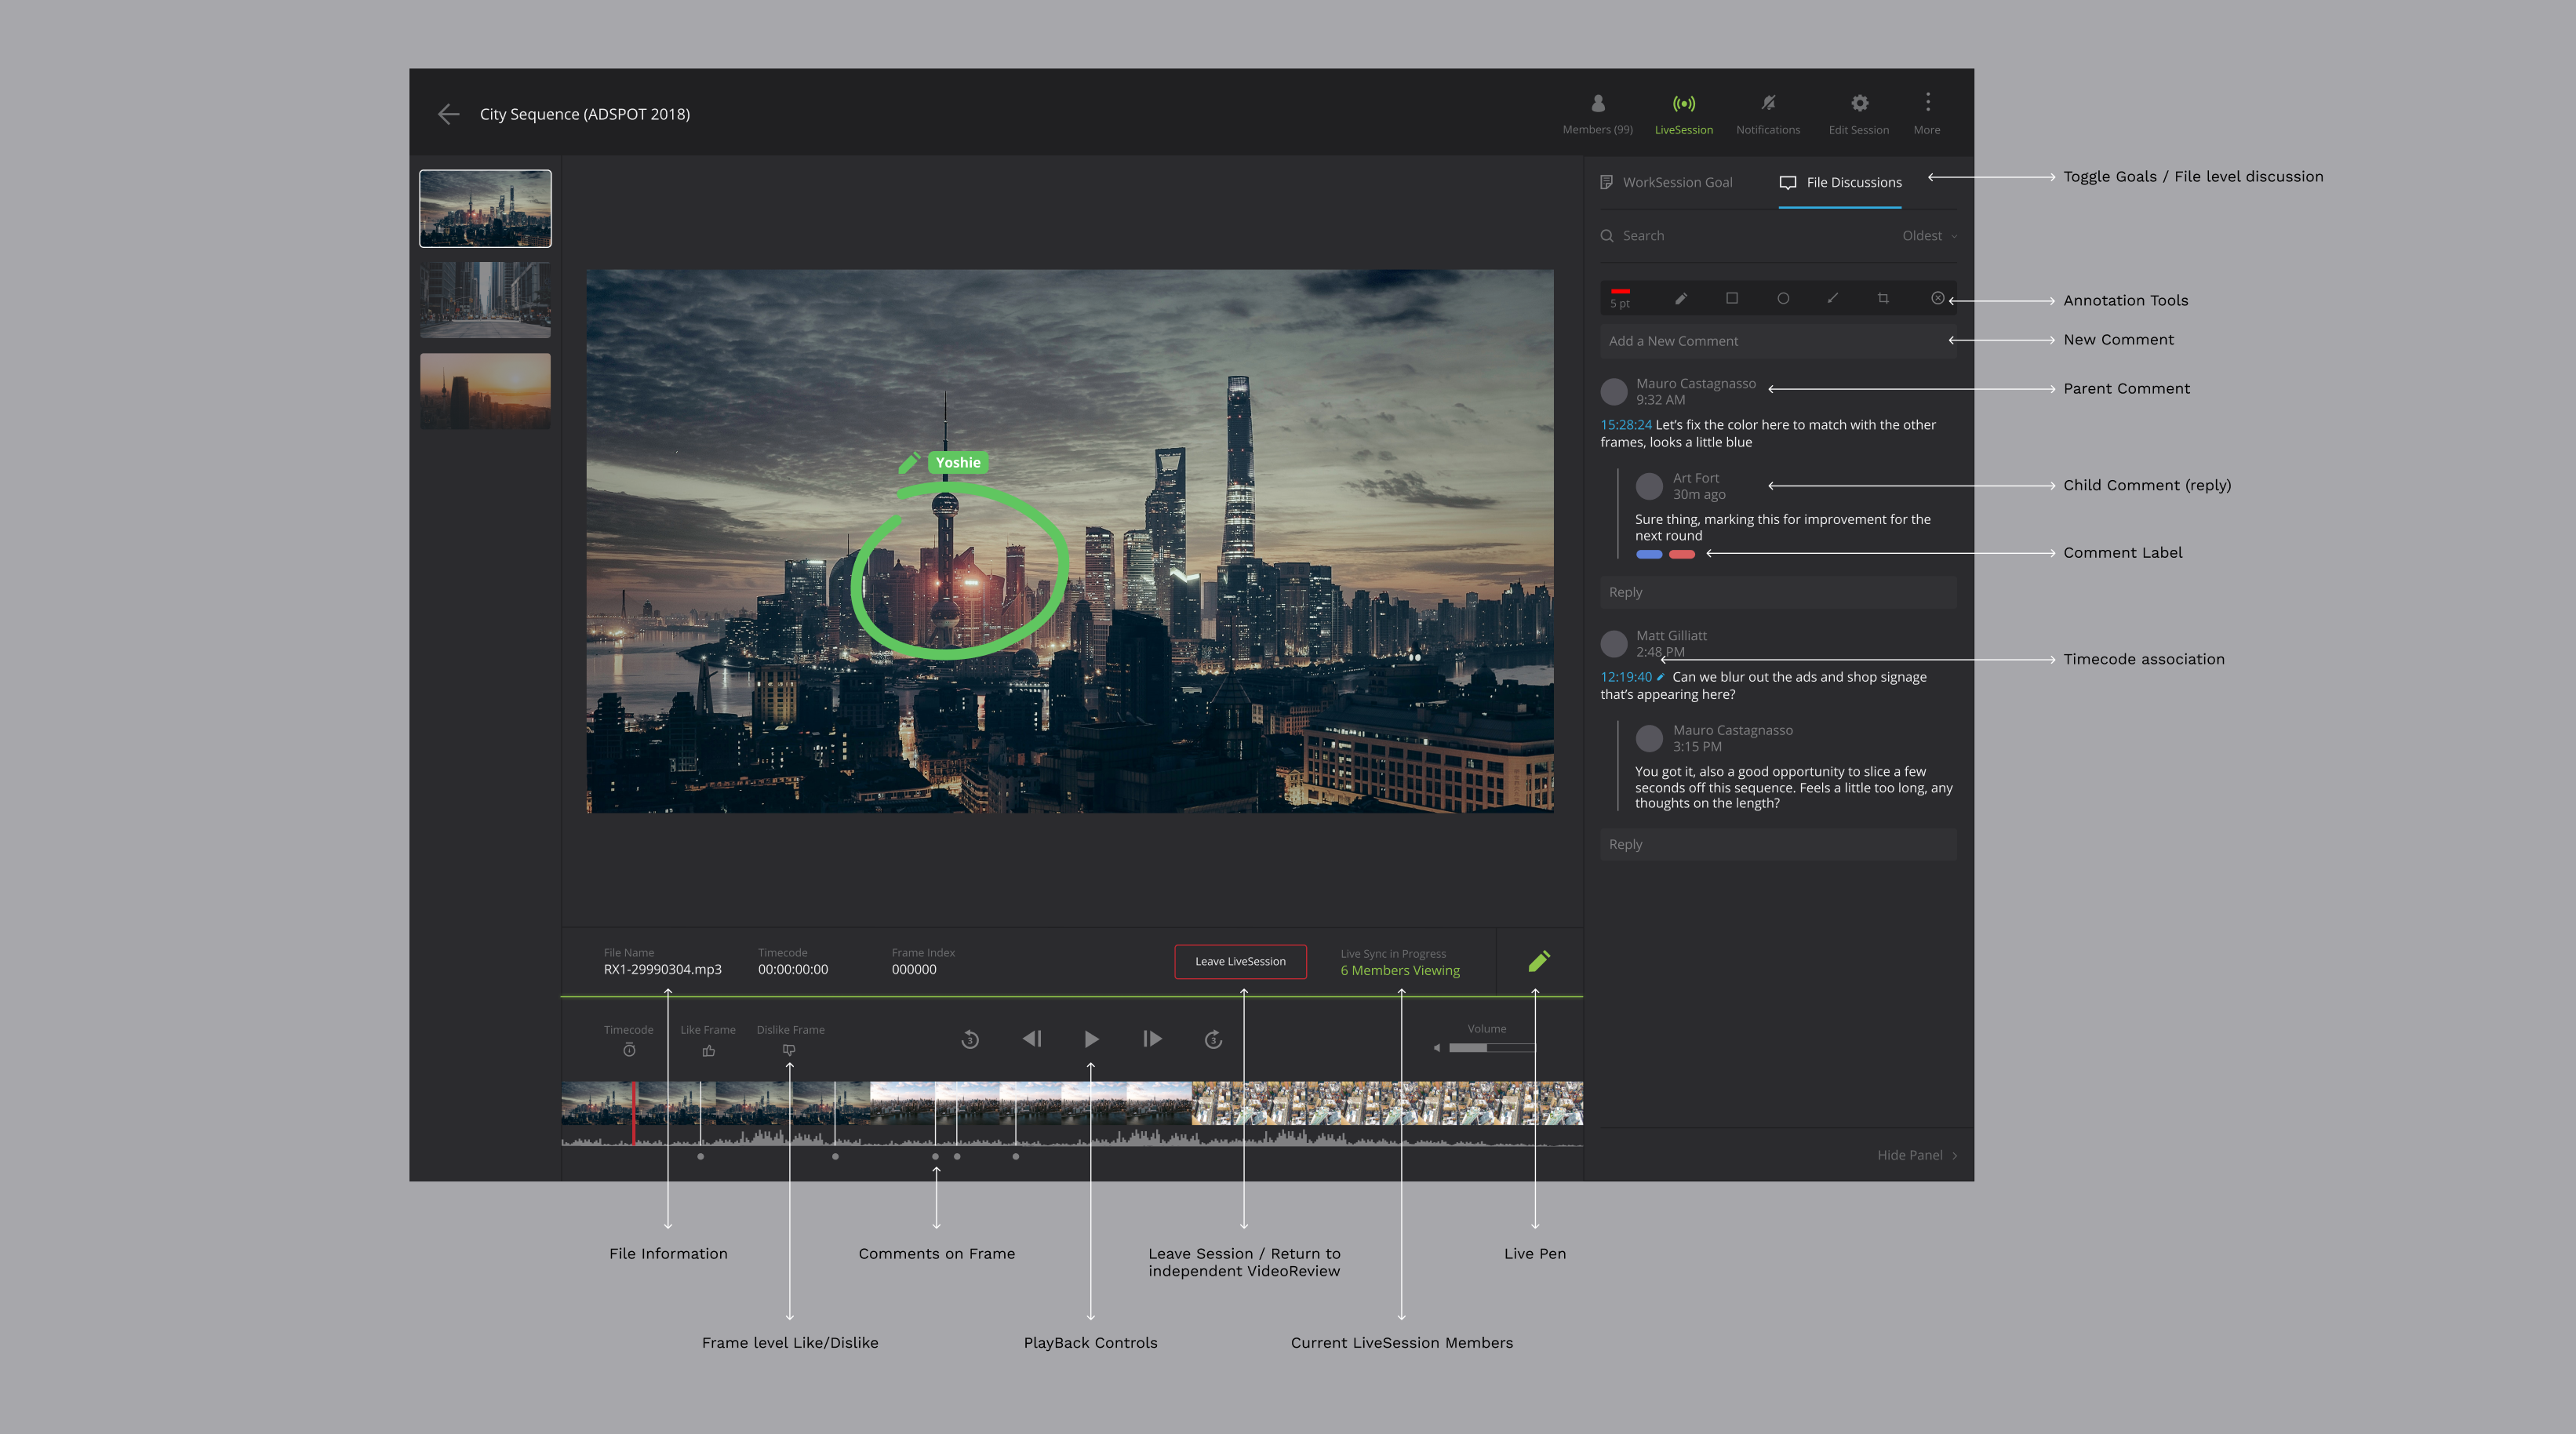 City Sequence (ADSPOT 2018)
Members (99)
LiveSession
Notifications
Edit Session
More
WorkSession Goal
File Discussions
Toggle Goals / File level discussion
Search
Oldest
5 pt
Annotation Tools
Add a New Comment
New Comment
Mauro Castagnasso
9:32 AM
Parent Comment
15:28:24 Let's fix the color here to match with the other
frames, looks a little blue
Yoshie
Art Fort
30m ago
Child Comment (reply)
Sure thing, marking this for improvement for the
next round
Comment Label
Reply
Matt Gilliatt
2:48 PM
Timecode association
12:19:40 Can we blur out the ads and shop signage
that's appearing here?
Mauro Castagnasso
3:15 PM
You got it, also a good opportunity to slice a few
seconds off this sequence. Feels a little too long, any
thoughts on the length?
Reply
File Name
RX1-29990304.mp3
Timecode
00:00:00:00
Frame Index
000000
Leave LiveSession
Live Sync in Progress
6 Members Viewing
Timecode
Like Frame
Dislike Frame
3
3
Volume
Hide Panel
File Information
Comments on Frame
Leave Session / Return to
independent VideoReview
Live Pen
Frame level Like/Dislike
PlayBack Controls
Current LiveSession Members